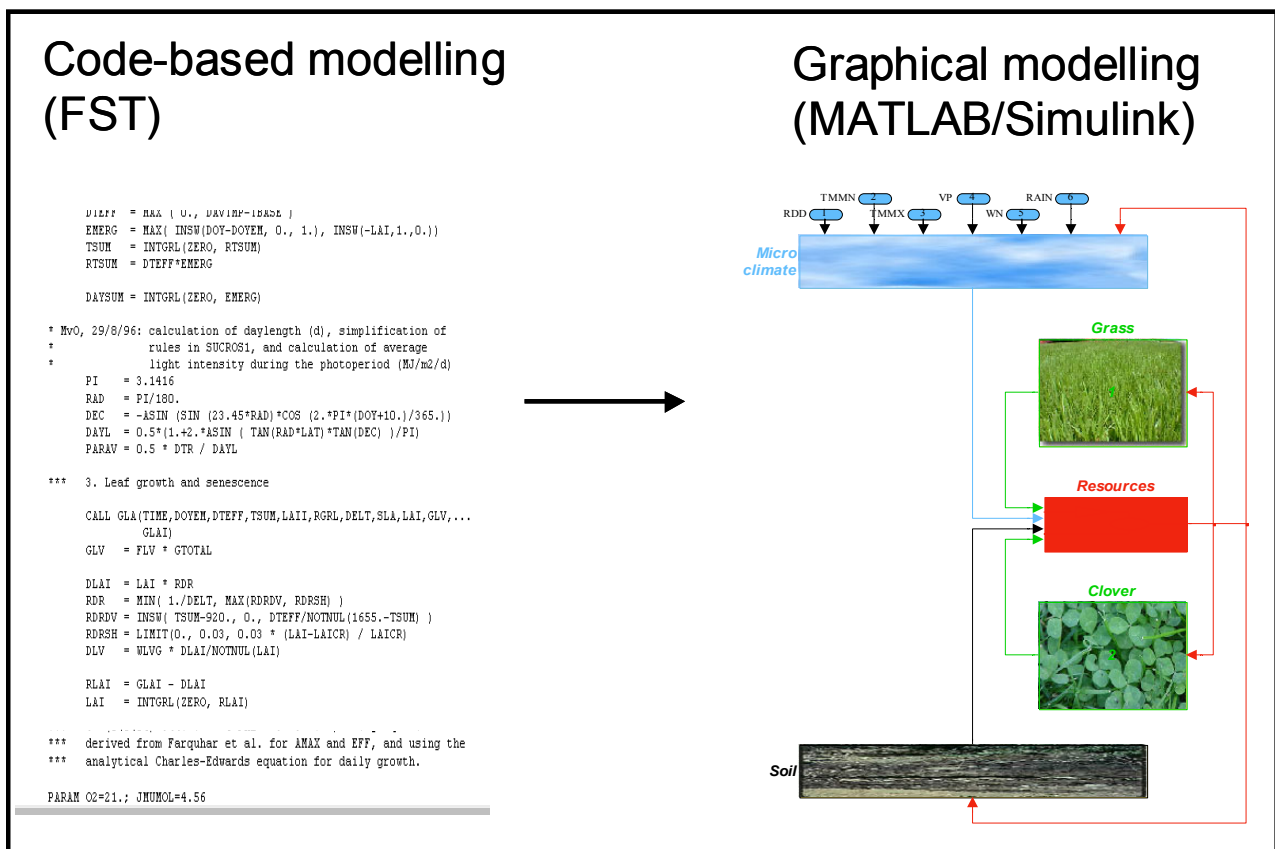 Code-based modelling
(FST)
Graphical modelling
(MATLAB/Simulink)
DTEFF = MAX ( 0., DAVTMP-TBASE )
EMERG = MAX( INSW(DOY-DOYEM, 0., 1.), INSW(-LAI,1.,0.))
TSUM = INTGRL(ZERO, RTSUM)
RTSUM = DTEFF*EMERG
DAYSUM = INTGRL(ZERO, EMERG)
* MvO, 29/8/96: calculation of daylength (d), simplification of
* rules in SUCROS1, and calculation of average
* light intensity during the photoperiod (MJ/m2/d)
PI = 3.1416
RAD = PI/180.
DEC = -ASIN (SIN (23.45*RAD)*COS (2.*PI*(DOY+10.)/365.))
DAYL = 0.5*(1.+2.*ASIN ( TAN(RAD*LAT)*TAN(DEC) )/PI)
PARAV = 0.5 * DTR / DAYL
*** 3. Leaf growth and senescence
CALL GLA(TIME,DOYEM,DTEFF,TSUM,LAII,RGRL,DELT,SLA,LAI,GLV,...
GLAI)
GLV = FLV * GTOTAL
DLAI = LAI * RDR
RDR = MIN( 1./DELT, MAX(RDRDV, RDRSH) )
RDRDV = INSW( TSUM-920., 0., DTEFF/NOTNUL(1655.-TSUM) )
RDRSH = LIMIT(0., 0.03, 0.03 * (LAI-LAICR) / LAICR)
DLV = WLVG * DLAI/NOTNUL(LAI)
RLAI = GLAI - DLAI
LAI = INTGRL(ZERO, RLAI)
*** derived from Farquhar et al. for AMAX and EFF, and using the
*** analytical Charles-Edwards equation for daily growth.
PARAM O2=21.; JMUMOL=4.56
TMMN 2 VP 4 RAIN 6
RDD 1 TMMX 3 WN 5
Micro
climate
Grass
1
Resources
Clover
2
Soil